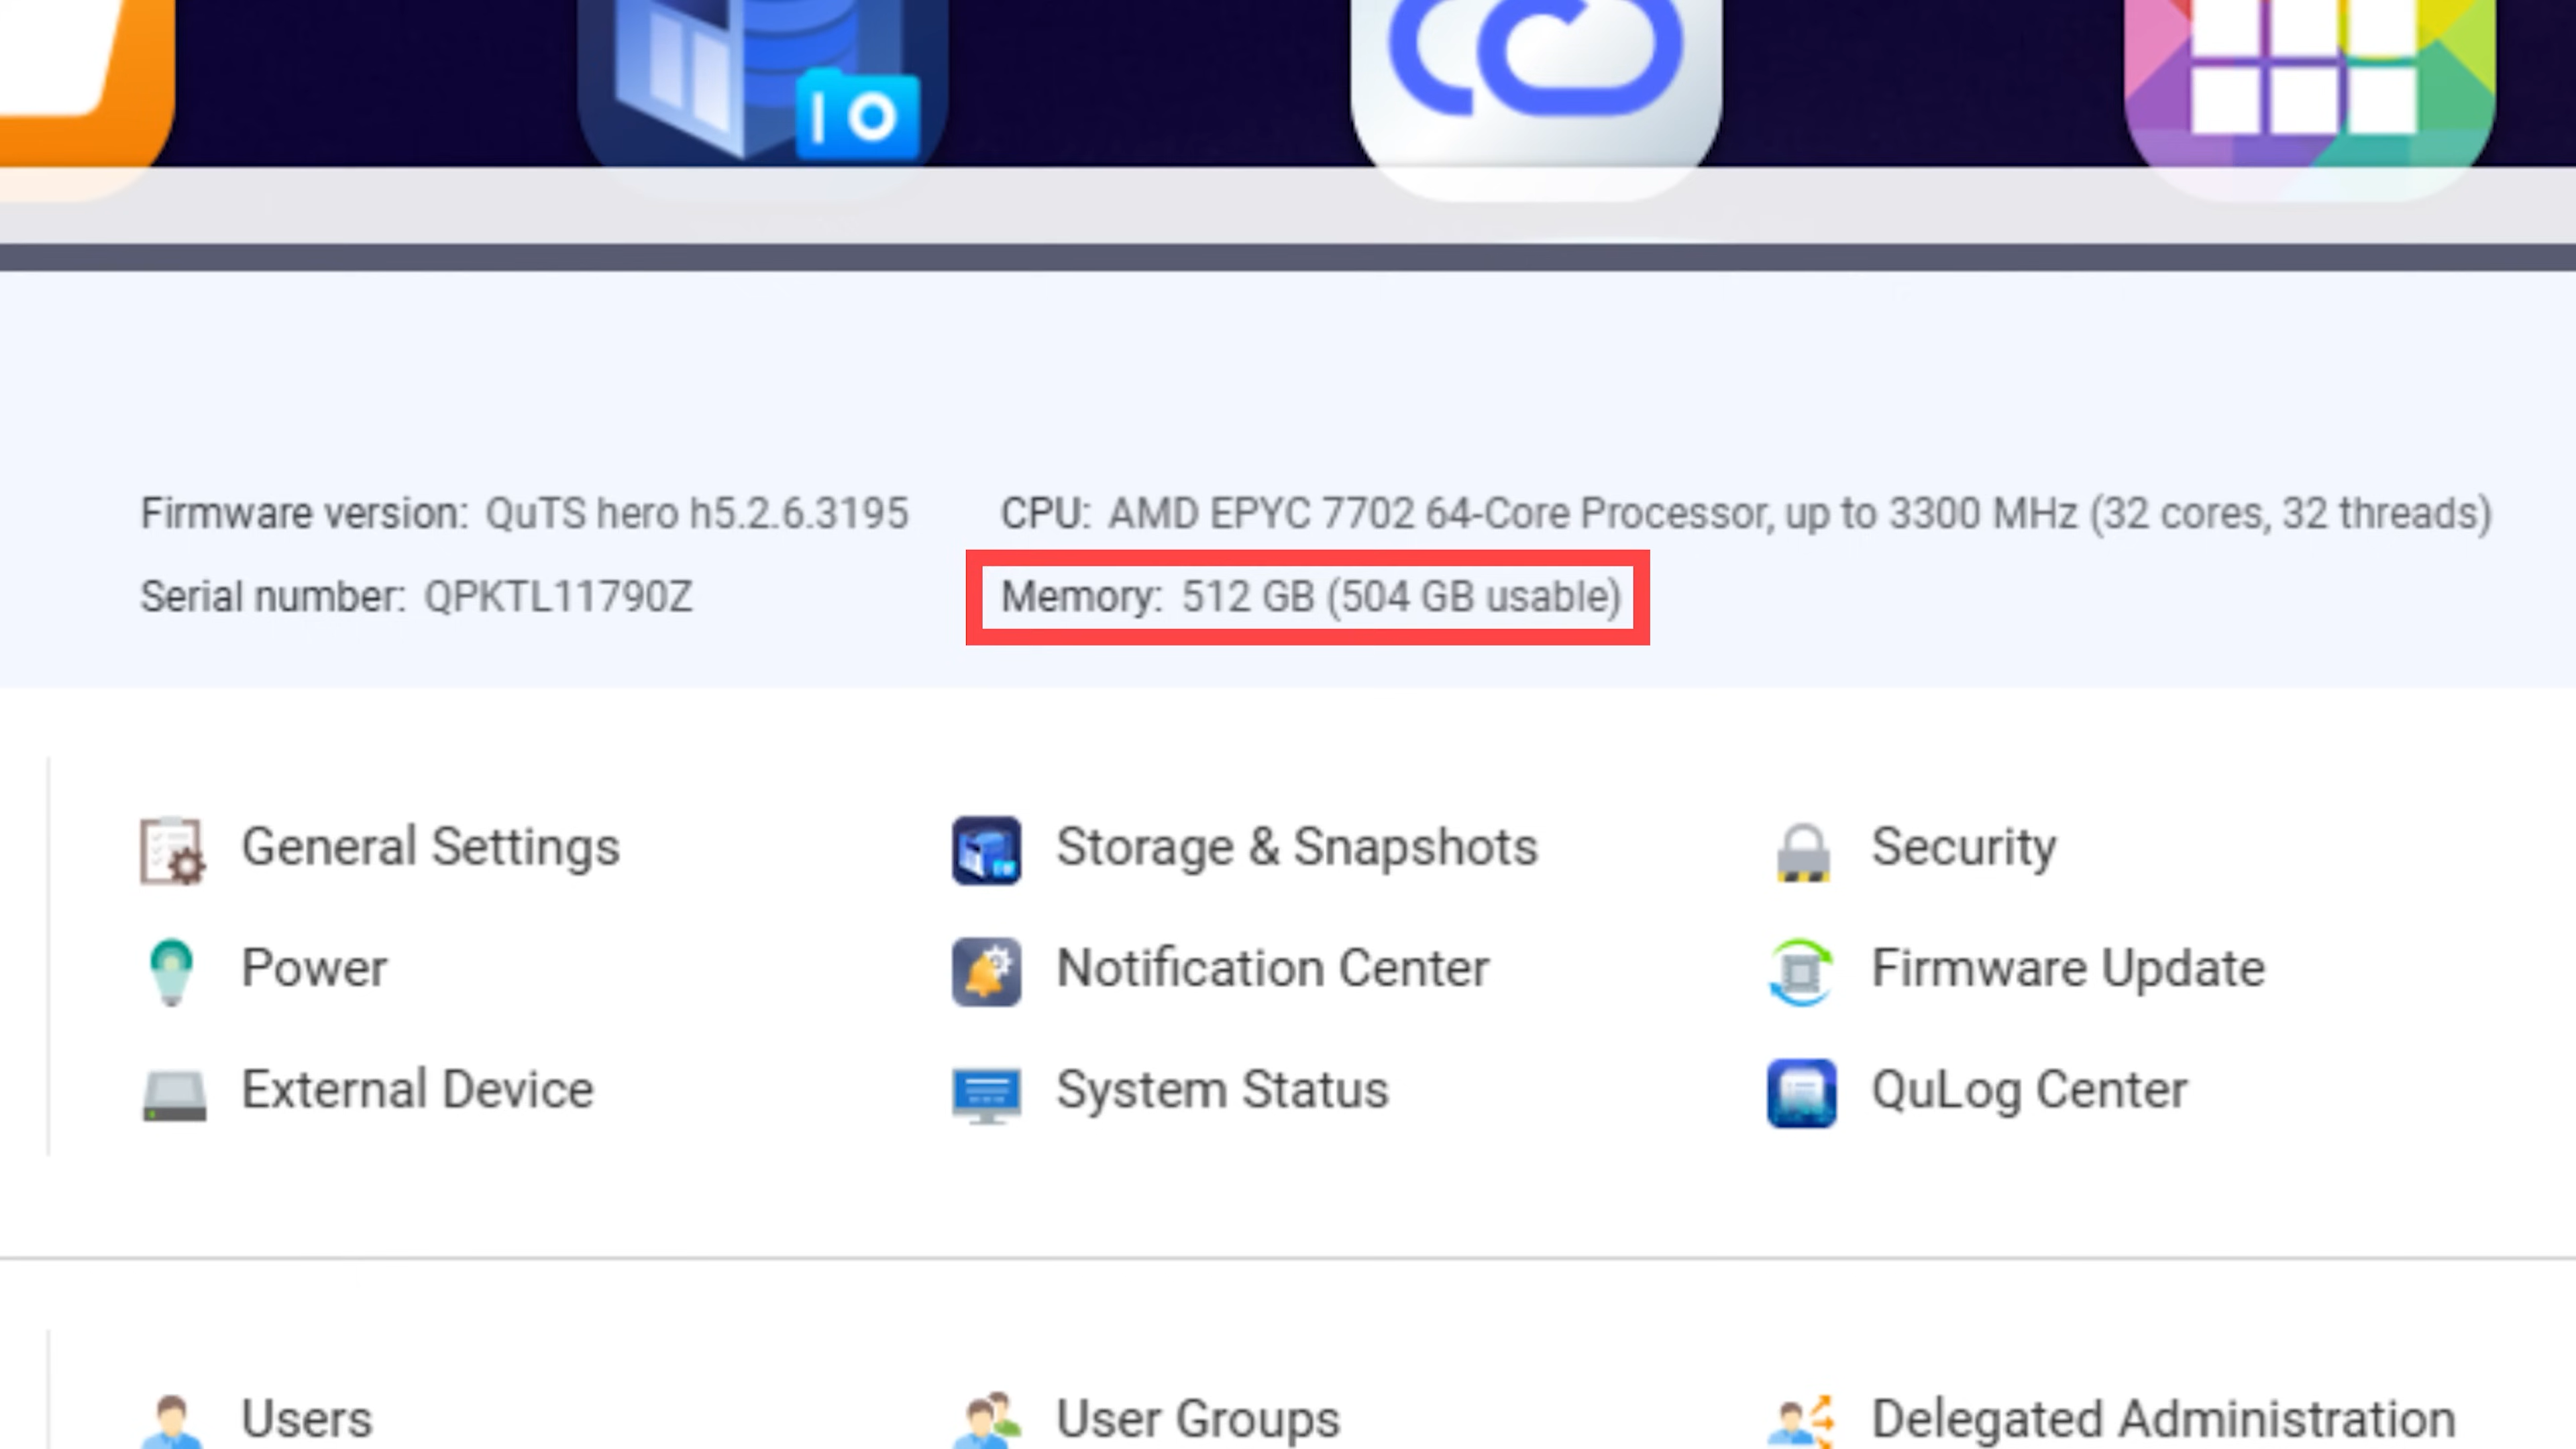 Firmware version: QuTS hero h5.2.6.3195
CPU: AMD EPYC 7702 64-Core Processor, up to 3300 MHz (32 cores, 32 threads)
Serial number: QPKTL11790Z
Memory: 512 GB (504 GB usable)
General Settings
Storage & Snapshots
Security
Power
Notification Center
Firmware Update
External Device
System Status
QuLog Center
Users
User Groups
Delegated Administration